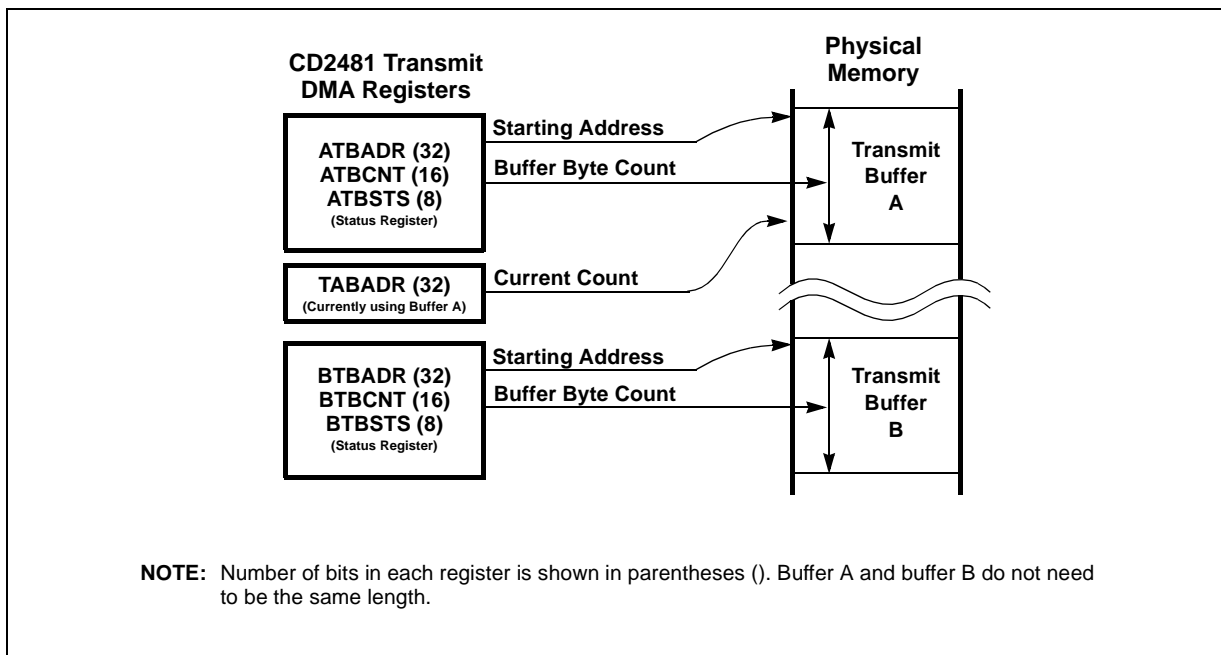 CD2481 Transmit
DMA Registers
Physical
Memory
ATBADR (32)
ATBCNT (16)
ATBSTS (8)
(Status Register)
Starting Address
Buffer Byte Count
Transmit
Buffer
A
TABADR (32)
(Currently using Buffer A)
Current Count
BTBADR (32)
BTBCNT (16)
BTBSTS (8)
(Status Register)
Starting Address
Buffer Byte Count
Transmit
Buffer
B
NOTE: Number of bits in each register is shown in parentheses (). Buffer A and buffer B do not need
to be the same length.